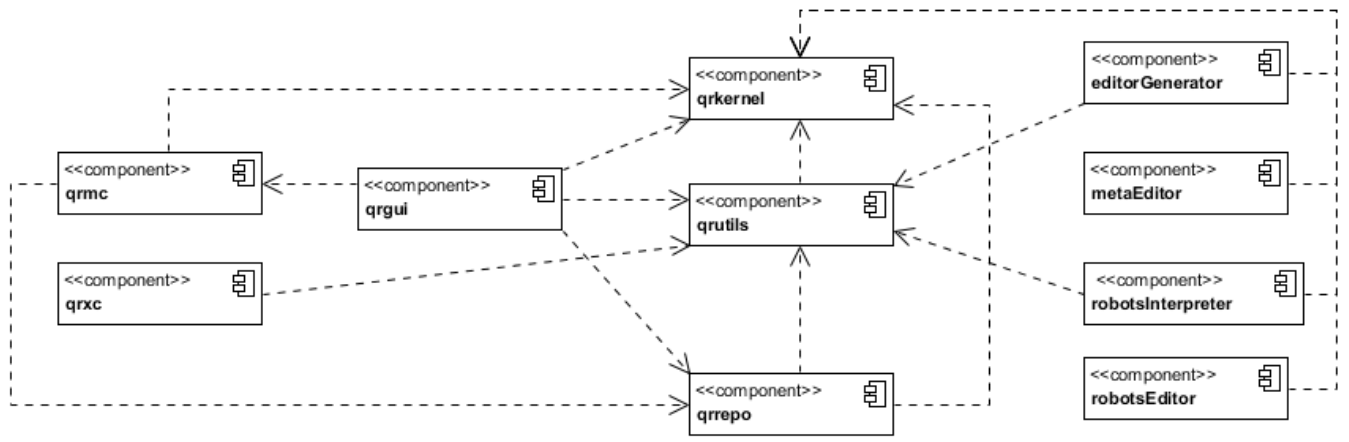 <<component>>
qrkernel
<<component>>
editorGenerator
<<component>>
qrmc
<<component>>
qrgui
<<component>>
qrutils
<<component>>
metaEditor
<<component>>
qrxc
<<component>>
robotsInterpreter
<<component>>
qrrepo
<<component>>
robotsEditor